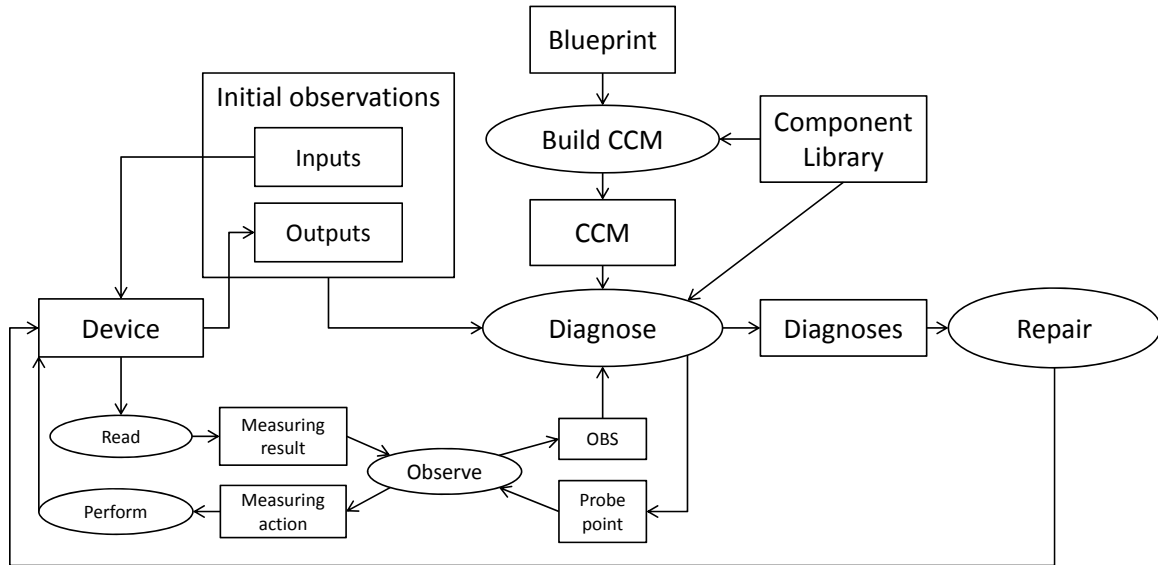 Blueprint
Initial observations
Inputs
Outputs
Build CCM
Component
Library
CCM
Device
Diagnose
Diagnoses
Repair
Read
Measuring
result
Observe
OBS
Perform
Measuring
action
Probe
point